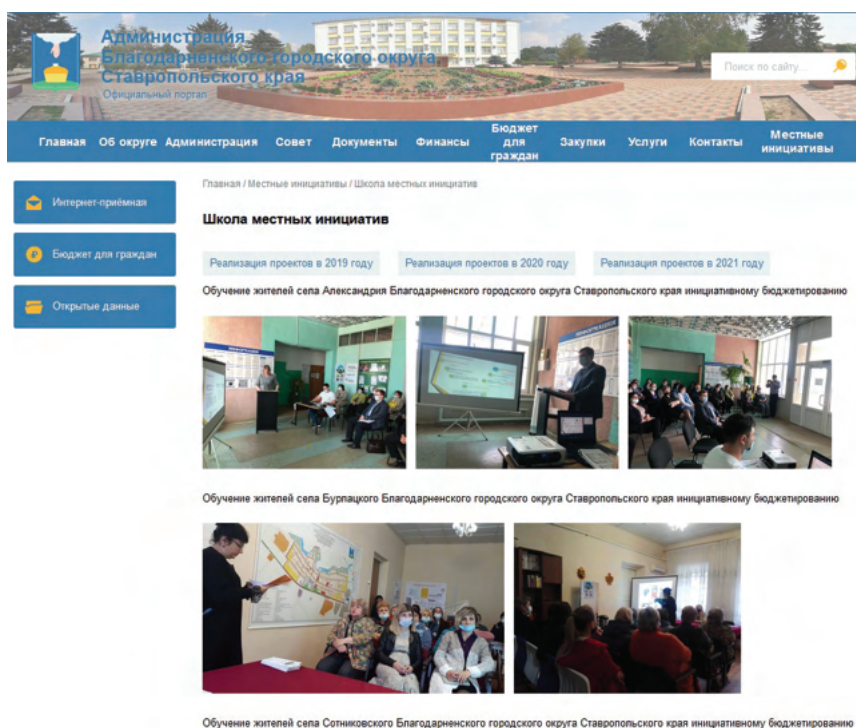 Администрация
Благодарненского городского округа
Ставропольского края
Официальный портал
Поиск по сайту...
Главная Об округе Администрация Совет Документы Финансы Бюджет для граждан Закупки Услуги Контакты Местные инициативы
Интернет-приёмная
Бюджет для граждан
Открытые данные
Главная / Местные инициативы / Школа местных инициатив
Школа местных инициатив
Реализация проектов в 2019 году Реализация проектов в 2020 году Реализация проектов в 2021 году
Обучение жителей села Александрия Благодарненского городского округа Ставропольского края инициативному бюджетированию
Обучение жителей села Бурлацкого Благодарненского городского округа Ставропольского края инициативному бюджетированию
Обучение жителей села Сотниковского Благодарненского городского округа Ставропольского края инициативному бюджетированию